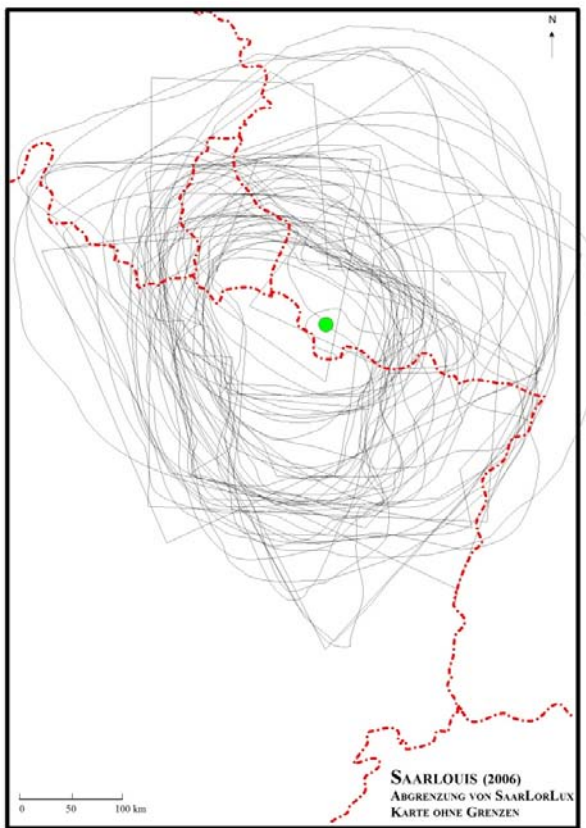 N
0 50 100 km
SAARLOUIS (2006)
ABGRENZUNG VON SAARLORLUX
KARTE OHNE GRENZEN